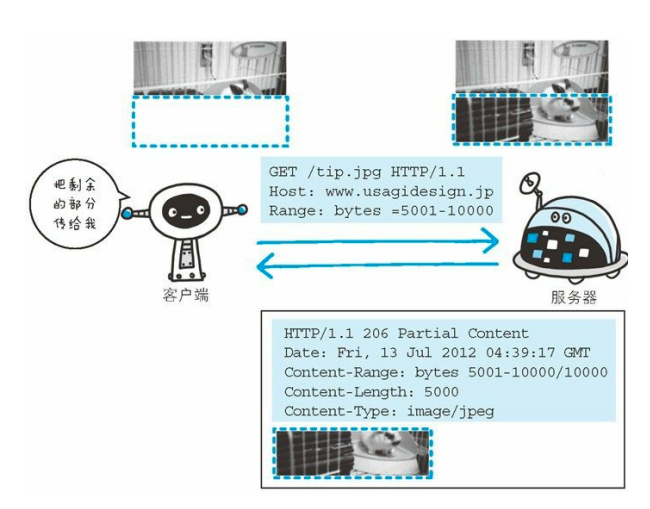 GET /tip.jpg HTTP/1.1
Host: www.usagidesign.jp
Range: bytes =5001-10000
把剩余
的部分
传给我
客户端
服务器
HTTP/1.1 206 Partial Content
Date: Fri, 13 Jul 2012 04:39:17 GMT
Content-Range: bytes 5001-10000/10000
Content-Length: 5000
Content-Type: image/jpeg